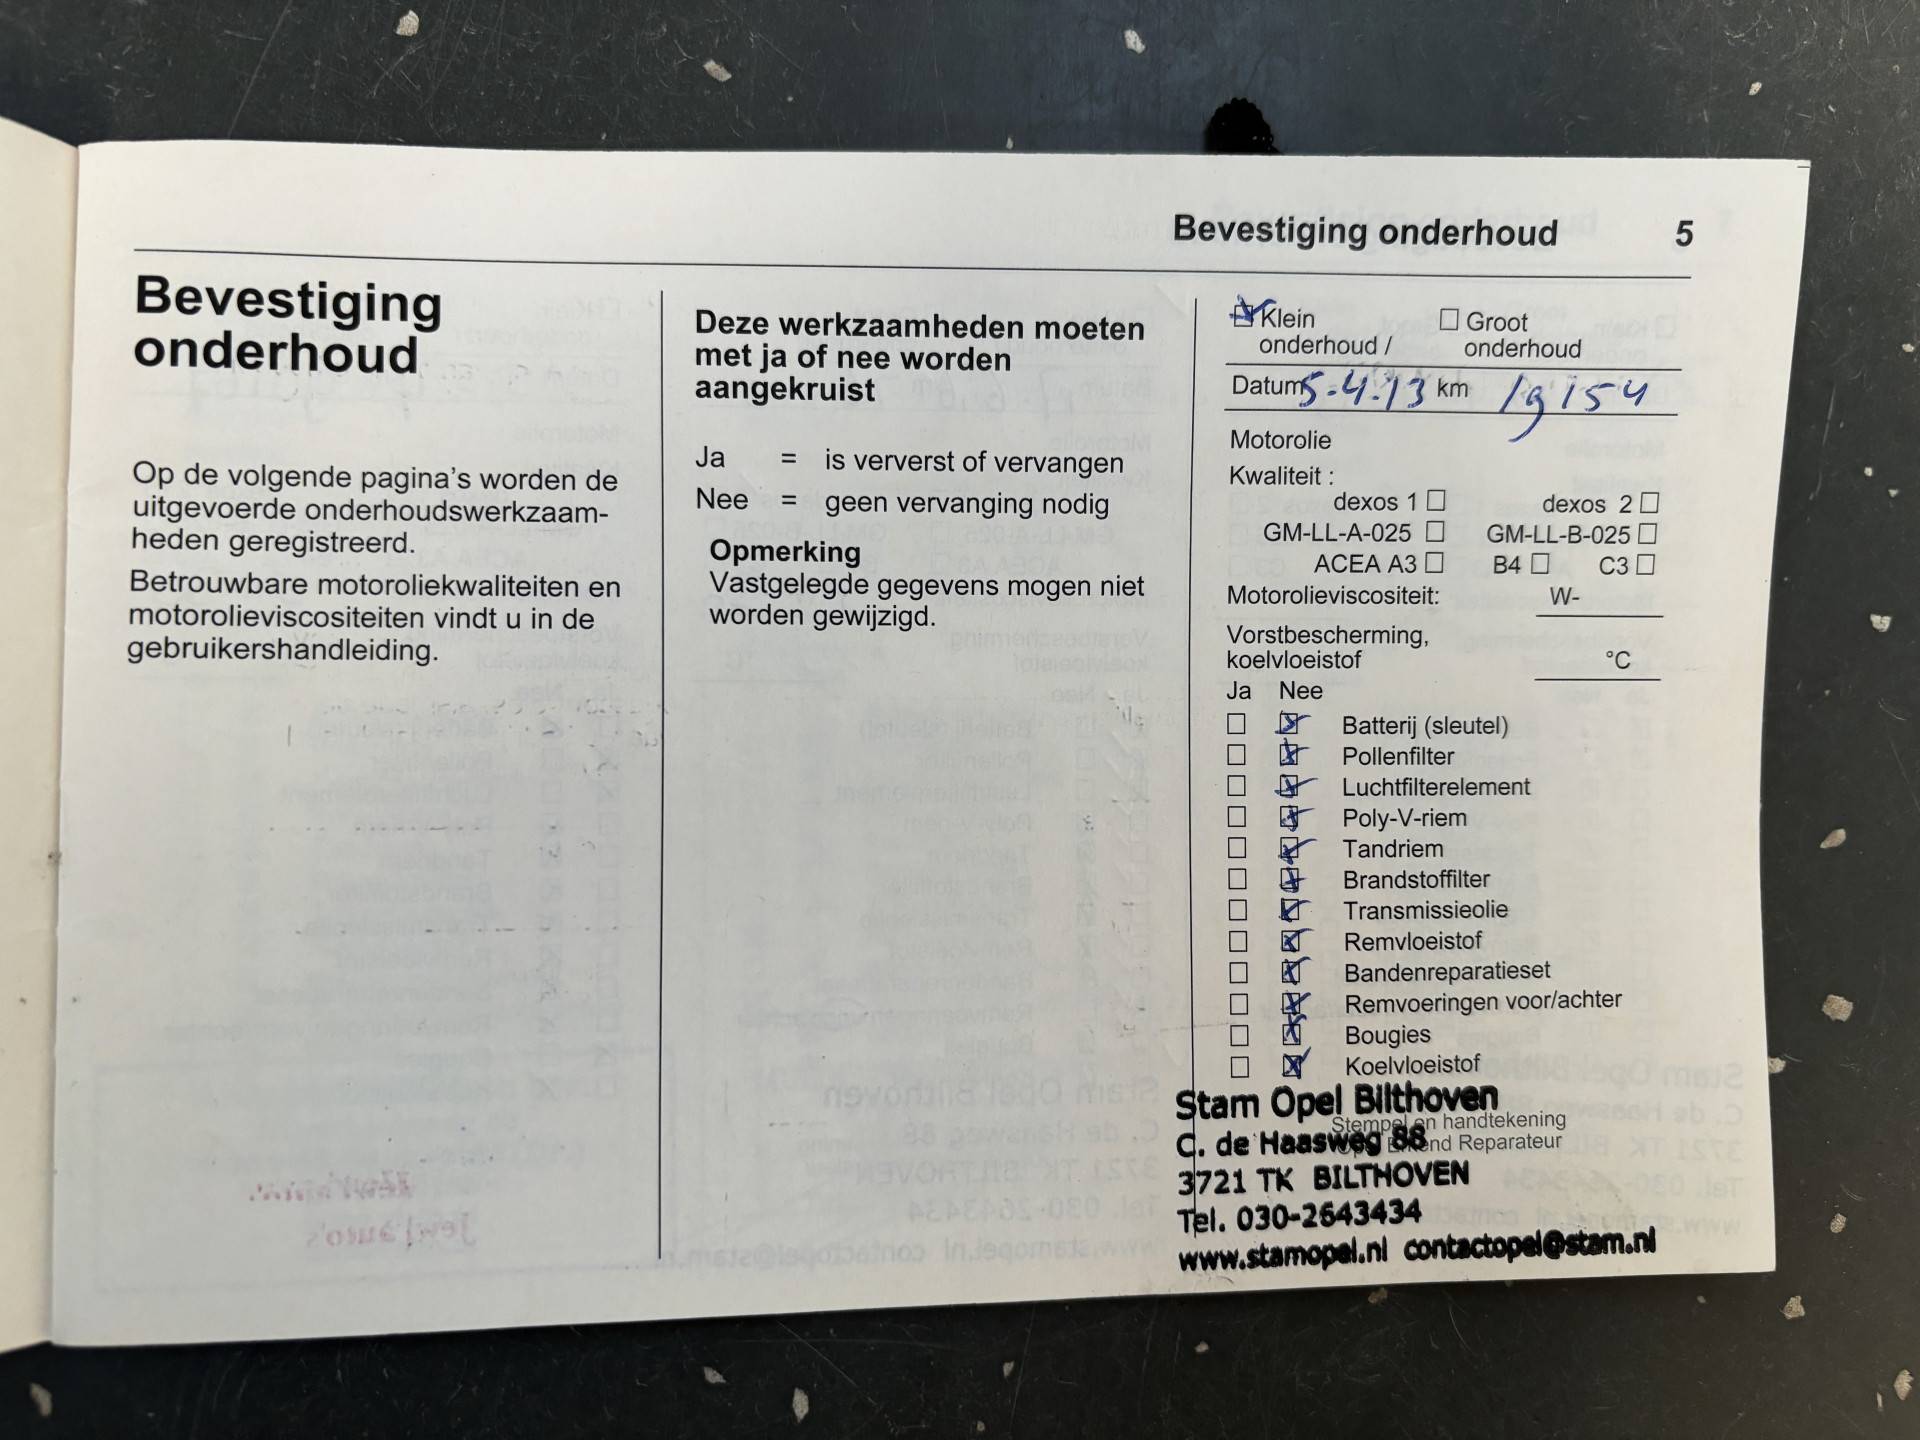 Bevestiging onderhoud 5
Bevestiging
onderhoud
Op de volgende pagina's worden de
uitgevoerde onderhoudswerkzaam-
heden geregistreerd.
Betrouwbare motoroliekwaliteiten en
motorolieviscositeiten vindt u in de
gebruikershandleiding.
Deze werkzaamheden moeten
met ja of nee worden
aangekruist
Ja = is ververst of vervangen
Nee = geen vervanging nodig
Opmerking
Vastgelegde gegevens mogen niet
worden gewijzigd.
Klein Groot
onderhoud / onderhoud
Datum 5-4-13 km 19154
Motorolie
Kwaliteit :
dexos 1 dexos 2
GM-LL-A-025 GM-LL-B-025
ACEA A3 B4 C3
Motorolieviscositeit: W-
Vorstbescherming,
koelvloeistof °C
Ja Nee
Batterij (sleutel)
Pollenfilter
Luchtfilterelement
Poly-V-riem
Tandriem
Brandstoffilter
Transmissieolie
Remvloeistof
Bandenreparatieset
Remvoeringen voor/achter
Bougies
Koelvloeistof
Stam Opel Bilthoven
Stempel en handtekening
C. de Haasweg 88
Reparateur
3721 TK BILTHOVEN
Tel. 030-2643434
www.stamopel.nl contactopel@stam.nl